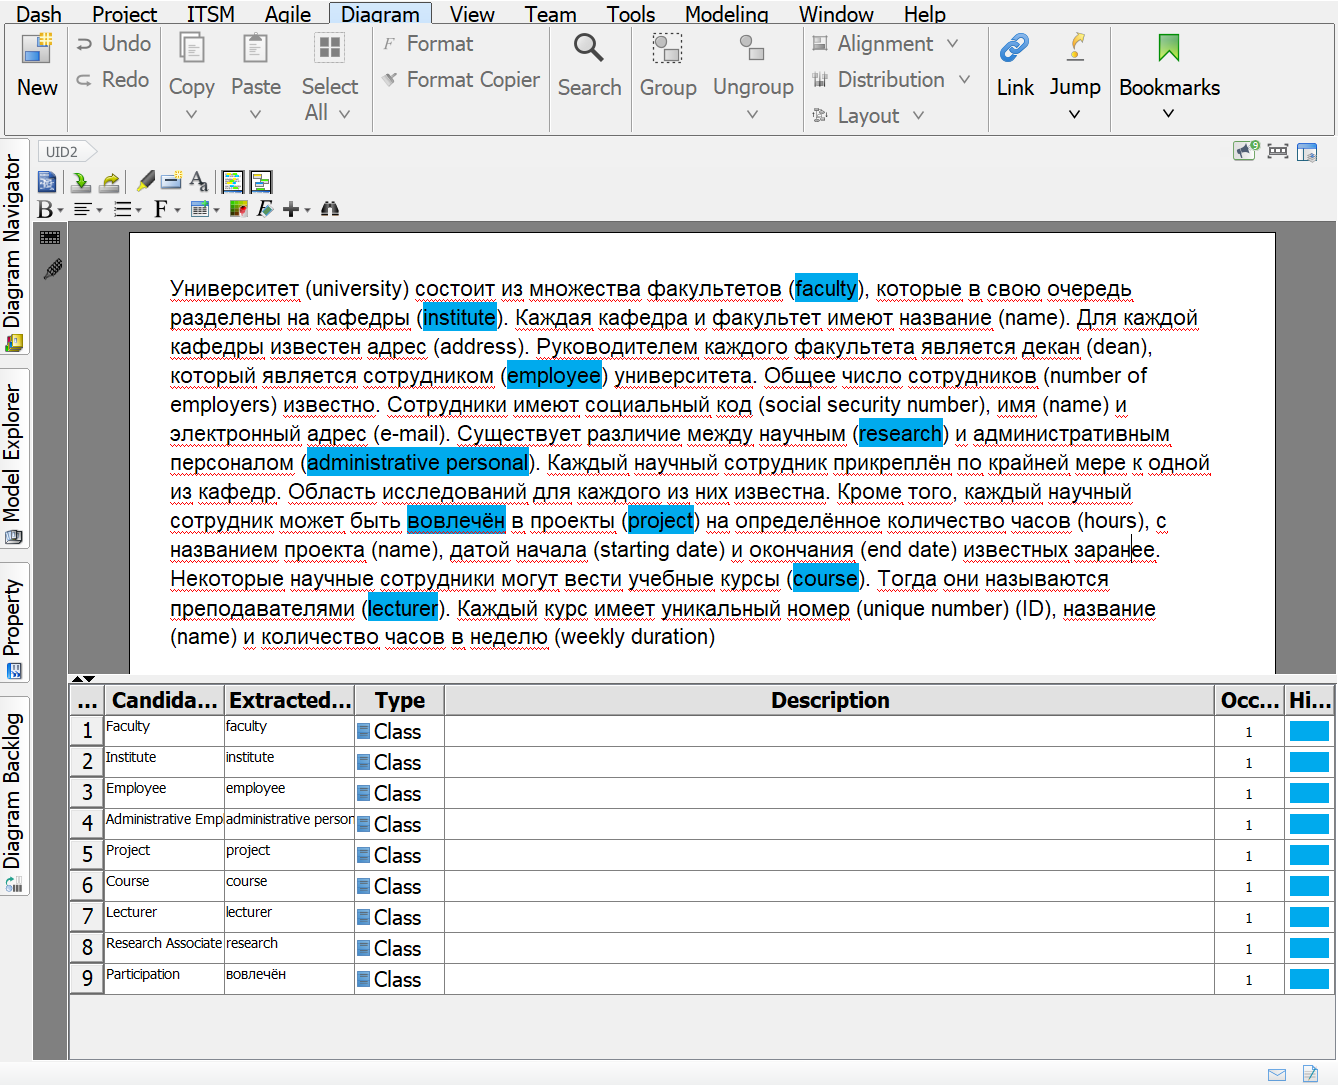 Dash Project ITSM Agile Diagram View Team Tools Modeling Window Help
New
Undo
Redo
Copy
Paste
Select All
Format
Format Copier
Search
Group
Ungroup
Alignment
Distribution
Layout
Link
Jump
Bookmarks
UID2
Diagram Navigator
Model Explorer
Property
Diagram Backlog
Университет (university) состоит из множества факультетов (faculty), которые в свою очередь
разделены на кафедры (institute). Каждая кафедра и факультет имеют название (name). Для каждой
кафедры известен адрес (address). Руководителем каждого факультета является декан (dean),
который является сотрудником (employee) университета. Общее число сотрудников (number of
employers) известно. Сотрудники имеют социальный код (social security number), имя (name) и
электронный адрес (e-mail). Существует различие между научным (research) и административным
персоналом (administrative personal). Каждый научный сотрудник прикреплён по крайней мере к одной
из кафедр. Область исследований для каждого из них известна. Кроме того, каждый научный
сотрудник может быть вовлечён в проекты (project) на определённое количество часов (hours), с
названием проекта (name), датой начала (starting date) и окончания (end date) известных заранее.
Некоторые научные сотрудники могут вести учебные курсы (course). Тогда они называются
преподавателями (lecturer). Каждый курс имеет уникальный номер (unique number) (ID), название
(name) и количество часов в неделю (weekly duration)
... Candida... Extracted... Type Description Occ... Hi...
1 Faculty faculty Class 1
2 Institute institute Class 1
3 Employee employee Class 1
4 Administrative Emp administrative person Class 1
5 Project project Class 1
6 Course course Class 1
7 Lecturer lecturer Class 1
8 Research Associate research Class 1
9 Participation вовлечён Class 1